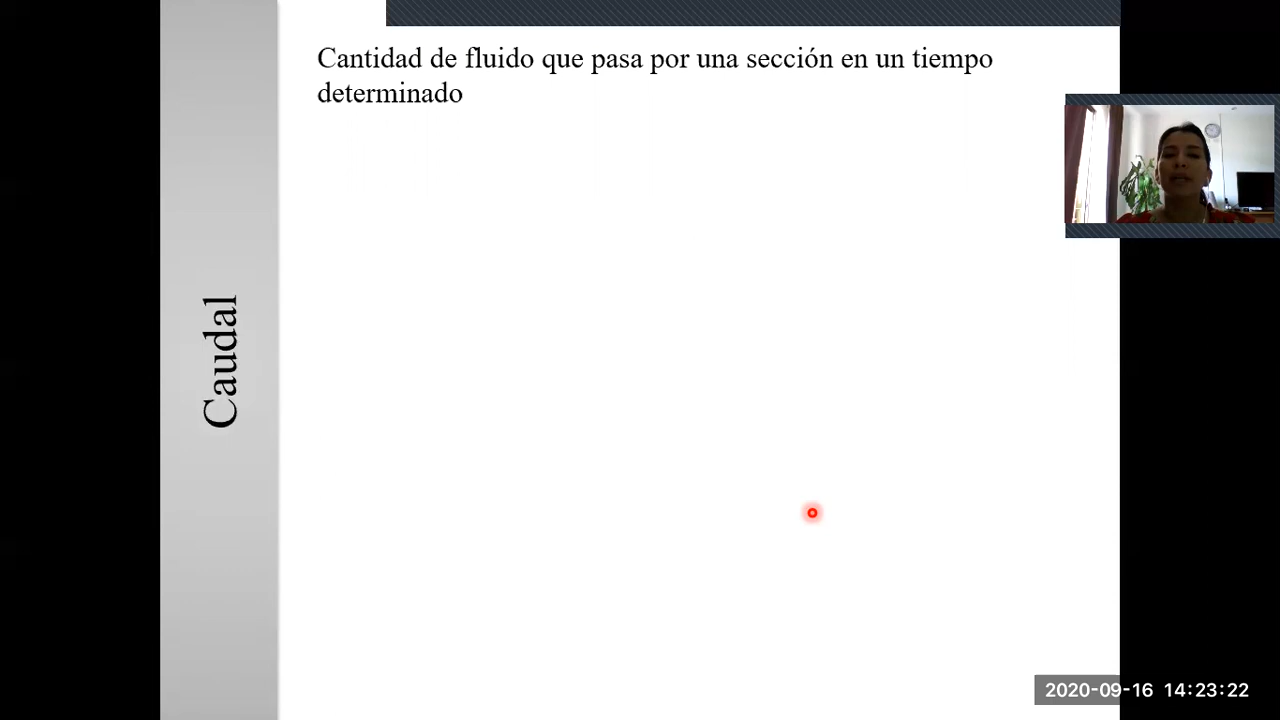 Cantidad de fluido que pasa por una sección en un tiempo
determinado
Caudal
2020-09-16 14:23:22